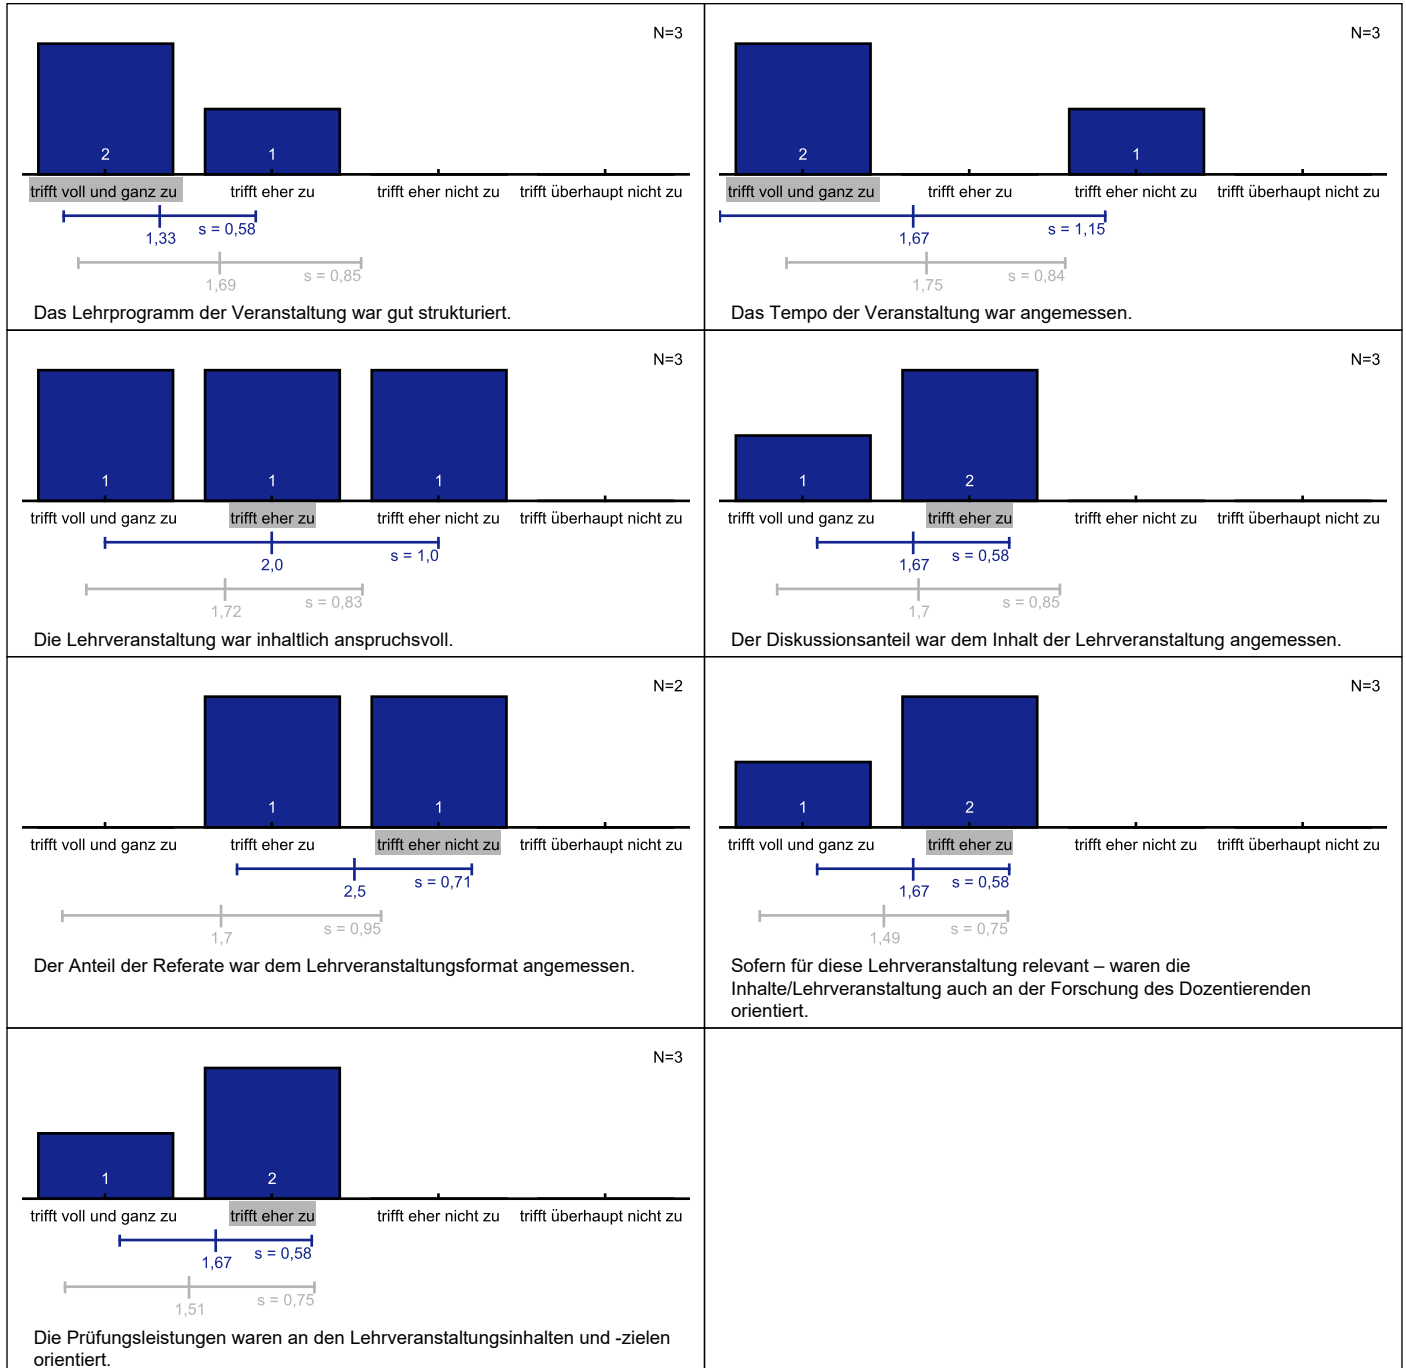 N=3
2
1
trifft voll und ganz zu trifft eher zu trifft eher nicht zu trifft überhaupt nicht zu
s = 0,58
1,33
s = 0,85
1,69
Das Lehrprogramm der Veranstaltung war gut strukturiert.
N=3
2
1
trifft voll und ganz zu trifft eher zu trifft eher nicht zu trifft überhaupt nicht zu
s = 1,15
1,67
s = 0,84
1,75
Das Tempo der Veranstaltung war angemessen.
N=3
1
1
1
trifft voll und ganz zu trifft eher zu trifft eher nicht zu trifft überhaupt nicht zu
s = 1,0
2,0
s = 0,83
1,72
Die Lehrveranstaltung war inhaltlich anspruchsvoll.
N=3
1
2
trifft voll und ganz zu trifft eher zu trifft eher nicht zu trifft überhaupt nicht zu
s = 0,58
1,67
s = 0,85
1,7
Der Diskussionsanteil war dem Inhalt der Lehrveranstaltung angemessen.
N=2
1
1
trifft voll und ganz zu trifft eher zu trifft eher nicht zu trifft überhaupt nicht zu
s = 0,71
2,5
s = 0,95
1,7
Der Anteil der Referate war dem Lehrveranstaltungsformat angemessen.
N=3
1
2
trifft voll und ganz zu trifft eher zu trifft eher nicht zu trifft überhaupt nicht zu
s = 0,58
1,67
s = 0,75
1,49
Sofern für diese Lehrveranstaltung relevant – waren die
Inhalte/Lehrveranstaltung auch an der Forschung des Dozentierenden
orientiert.
N=3
1
2
trifft voll und ganz zu trifft eher zu trifft eher nicht zu trifft überhaupt nicht zu
s = 0,58
1,67
s = 0,75
1,51
Die Prüfungsleistungen waren an den Lehrveranstaltungsinhalten und -zielen
orientiert.